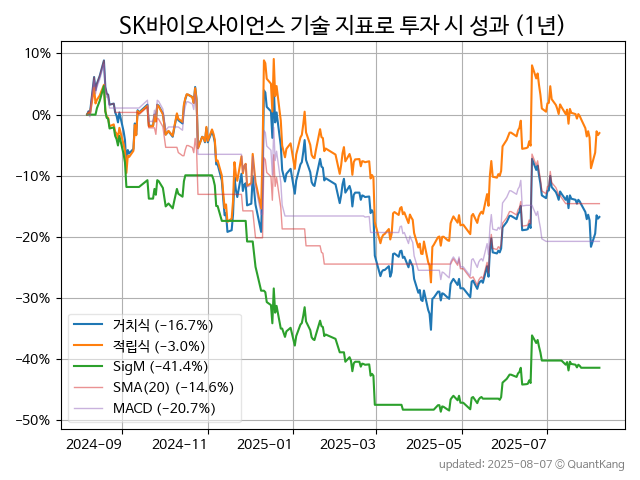 SK바이오사이언스 기술 지표로 투자 시 성과 (1년)
10%
0%
−10%
−20%
−30%
−40%
−50%
거치식 (−16.7%)
적립식 (−3.0%)
SigM (−41.4%)
SMA(20) (−14.6%)
MACD (−20.7%)
2024-09
2024-11
2025-01
2025-03
2025-05
2025-07
updated: 2025-08-07 © QuantKang